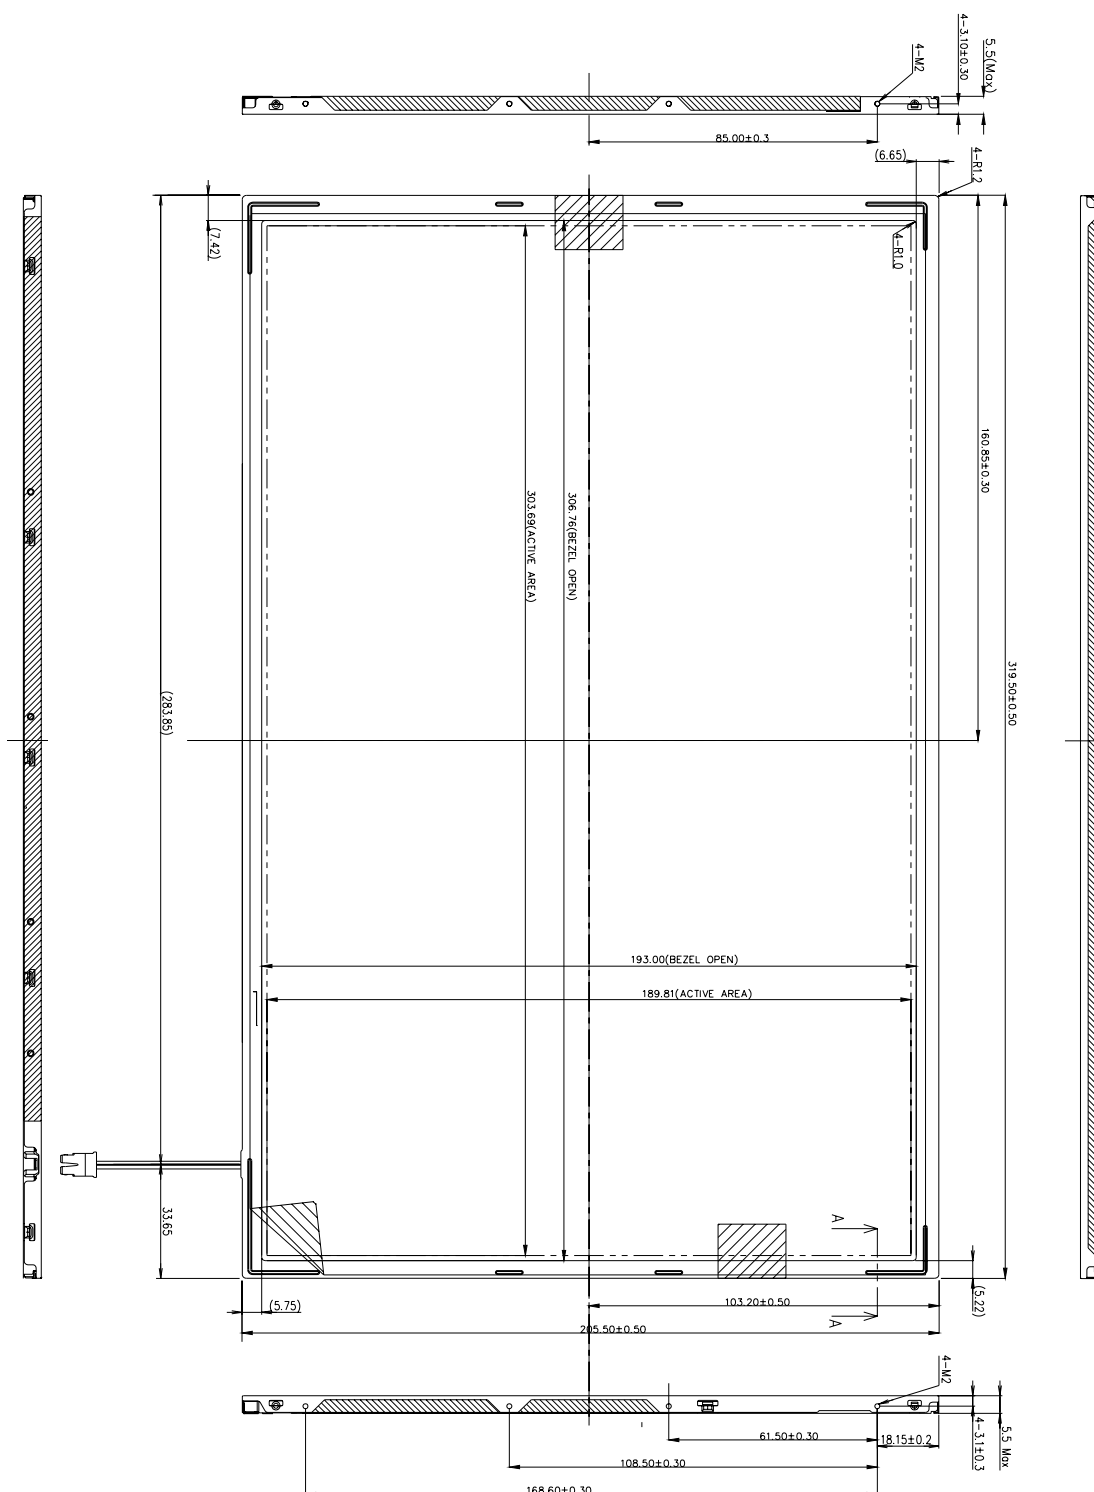 4-3.10±0.30
5.5(Max)
4-M2
85.00±0.3
(6.65)
4-R1.2
(7.42)
4-R1.0
160.85±0.30
303.69(ACTIVE AREA)
306.76(BEZEL OPEN)
319.50±0.50
(283.85)
193.00(BEZEL OPEN)
189.81(ACTIVE AREA)
33.65
A
A
(5.22)
(5.75)
103.20±0.50
205.50±0.50
4-M2
4-3.1±0.3
5.5 Max
18.15±0.2
61.50±0.30
108.50±0.30
168.60±0.30